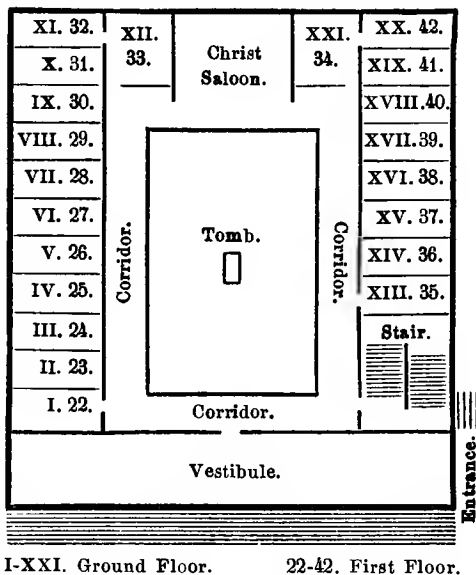 XI. 32.
XII.
33.
Christ
Saloon.
XXI.
34.
XX. 42.
X. 31.
XIX. 41.
IX. 30.
XVIII. 40.
VIII. 29.
XVII. 39.
VII. 28.
XVI. 38.
VI. 27.
XV. 37.
Tomb.
V. 26.
XIV. 36.
IV. 25.
XIII. 35.
Corridor.
Corridor.
III. 24.
Stair.
II. 23.
I. 22.
Corridor.
Vestibule.
Entrance.
I-XXI. Ground Floor. 22-42. First Floor.